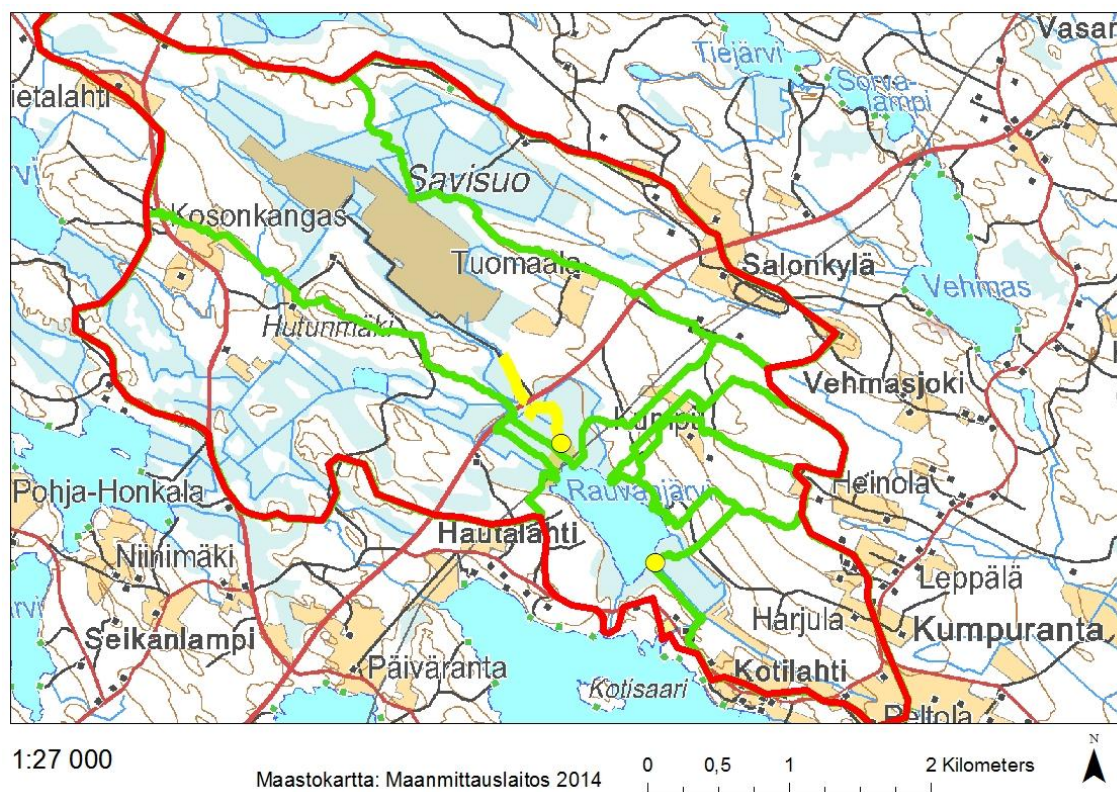 Vasar
Tiejärvi
Sorva-
lampi
ietalahti
Savisuo
Kosonkangas
Tuomaala
Salonkylä
Vehmas
rvi
Hutunmäki
Vehmasjoki
Kumpu
Rauvanjärvi
Heinola
Pohja-Honkala
Hautalahti
Niinimäki
Leppälä
Harjula
Kumpuranta
ärvi
Seikanlampi
Päiväranta
Kotilahti
Kotisaari
Peltola
1:27 000
Maastokartta: Maanmittauslaitos 2014
0 0,5 1 2 Kilometers
N